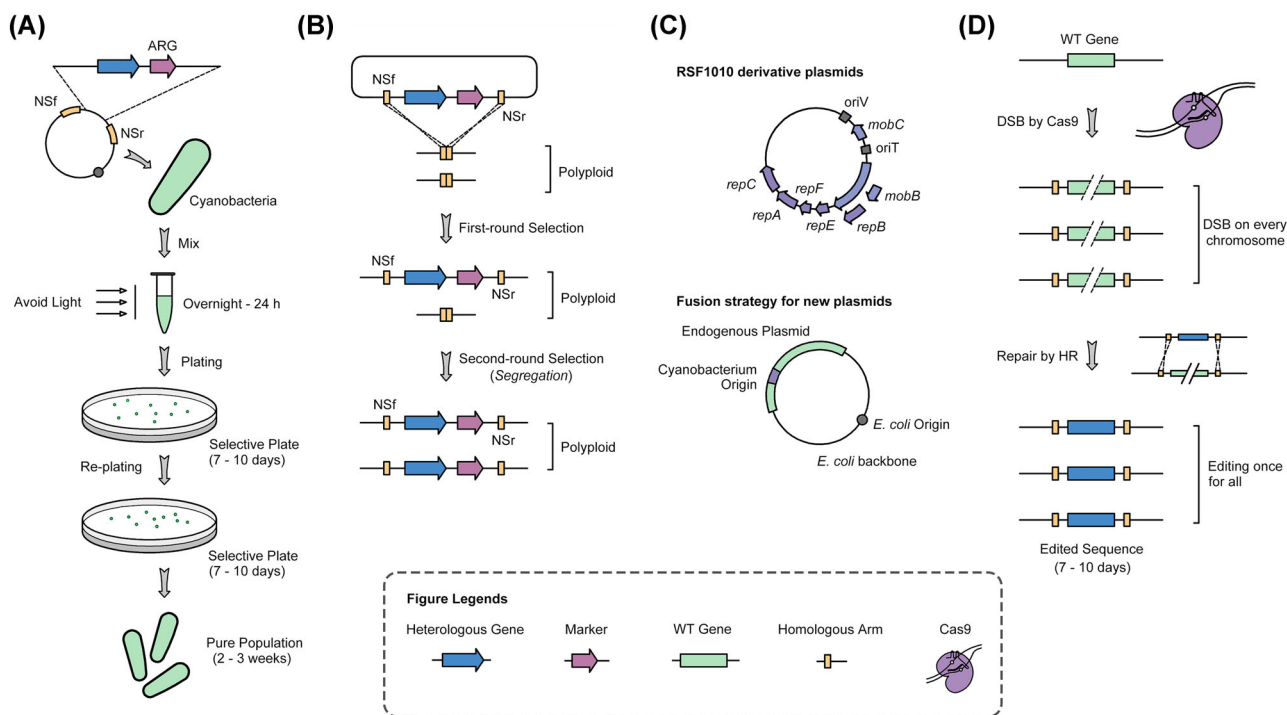 (A)
ARG
NSf
NSr
Cyanobacteria
Mix
Avoid Light
Overnight - 24 h
Plating
Selective Plate
(7 - 10 days)
Re-plating
Selective Plate
(7 - 10 days)
Pure Population
(2 - 3 weeks)
(B)
NSf
NSr
Polyploid
First-round Selection
NSf
NSr
Polyploid
Second-round Selection
(Segregation)
NSf
NSr
Polyploid
(C)
RSF1010 derivative plasmids
oriV
mobC
oriT
repC
repF
mobB
repA
repE
repB
Fusion strategy for new plasmids
Endogenous Plasmid
Cyanobacterium
Origin
E. coli Origin
E. coli backbone
(D)
WT Gene
DSB by Cas9
DSB on every
chromosome
Repair by HR
Editing once
for all
Edited Sequence
(7 - 10 days)
Figure Legends
Heterologous Gene
Marker
WT Gene
Homologous Arm
Cas9